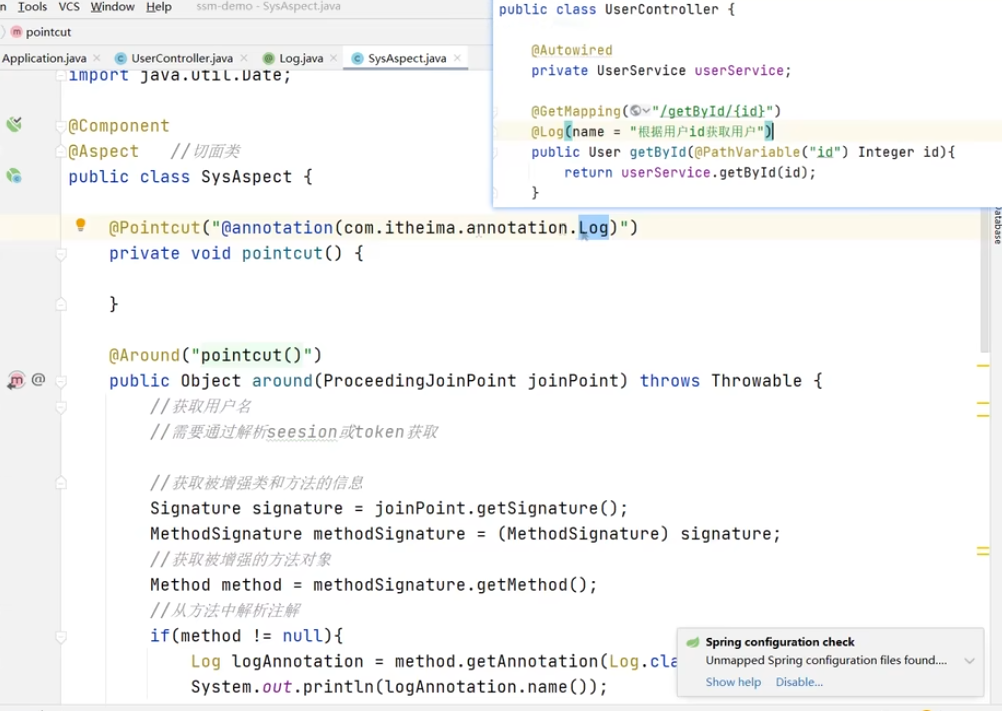 Tools VCS Window Help ssm-demo - SysAspect.java
pointcut
Application.java UserController.java Log.java SysAspect.java
import java.util.Date;
@Component
@Aspect //切面类
public class SysAspect {
@Pointcut("@annotation(com.itheima.annotation.Log)")
private void pointcut() {
}
@Around("pointcut()")
public Object around(ProceedingJoinPoint joinPoint) throws Throwable {
//获取用户名
//需要通过解析seesion或token获取
//获取被增强类和方法的信息
Signature signature = joinPoint.getSignature();
MethodSignature methodSignature = (MethodSignature) signature;
//获取被增强的方法对象
Method method = methodSignature.getMethod();
//从方法中解析注解
if(method != null){
Log logAnnotation = method.getAnnotation(Log.cla
System.out.println(logAnnotation.name());
public class UserController {
@Autowired
private UserService userService;
@GetMapping("/getById/{id}")
@Log(name = "根据用户id获取用户")
public User getById(@PathVariable("id") Integer id){
return userService.getById(id);
}
Database
Spring configuration check
Unmapped Spring configuration files found....
Show help Disable...